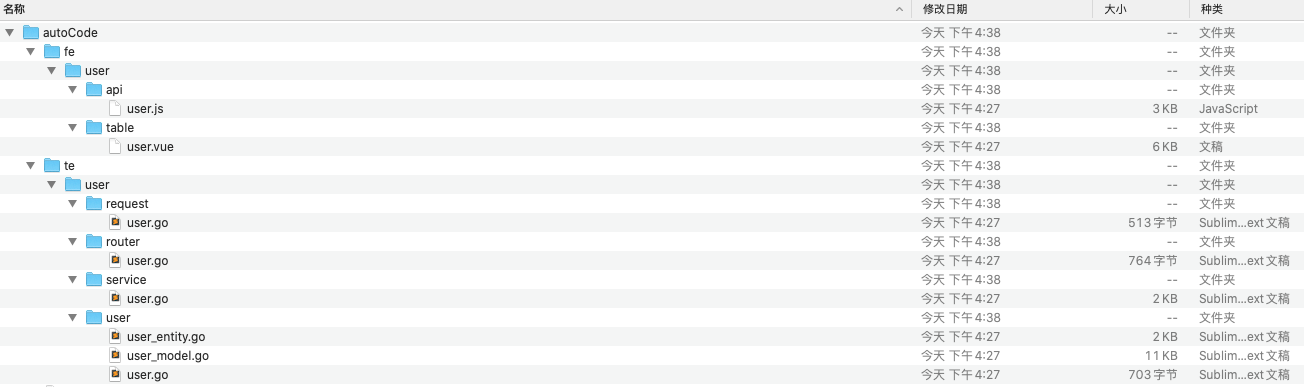 名称 修改日期 大小 种类
autoCode 今天 下午4:38 -- 文件夹
fe 今天 下午4:38 -- 文件夹
user 今天 下午4:38 -- 文件夹
api 今天 下午4:38 -- 文件夹
user.js 今天 下午4:27 3 KB JavaScript
table 今天 下午4:38 -- 文件夹
user.vue 今天 下午4:27 6 KB 文稿
te 今天 下午4:38 -- 文件夹
user 今天 下午4:38 -- 文件夹
request 今天 下午4:38 -- 文件夹
user.go 今天 下午4:27 513 字节 Sublim...ext 文稿
router 今天 下午4:38 -- 文件夹
user.go 今天 下午4:27 764 字节 Sublim...ext 文稿
service 今天 下午4:38 -- 文件夹
user.go 今天 下午4:27 2 KB Sublim...ext 文稿
user 今天 下午4:38 -- 文件夹
user_entity.go 今天 下午4:27 2 KB Sublim...ext 文稿
user_model.go 今天 下午4:27 11 KB Sublim...ext 文稿
user.go 今天 下午4:27 703 字节 Sublim...ext 文稿